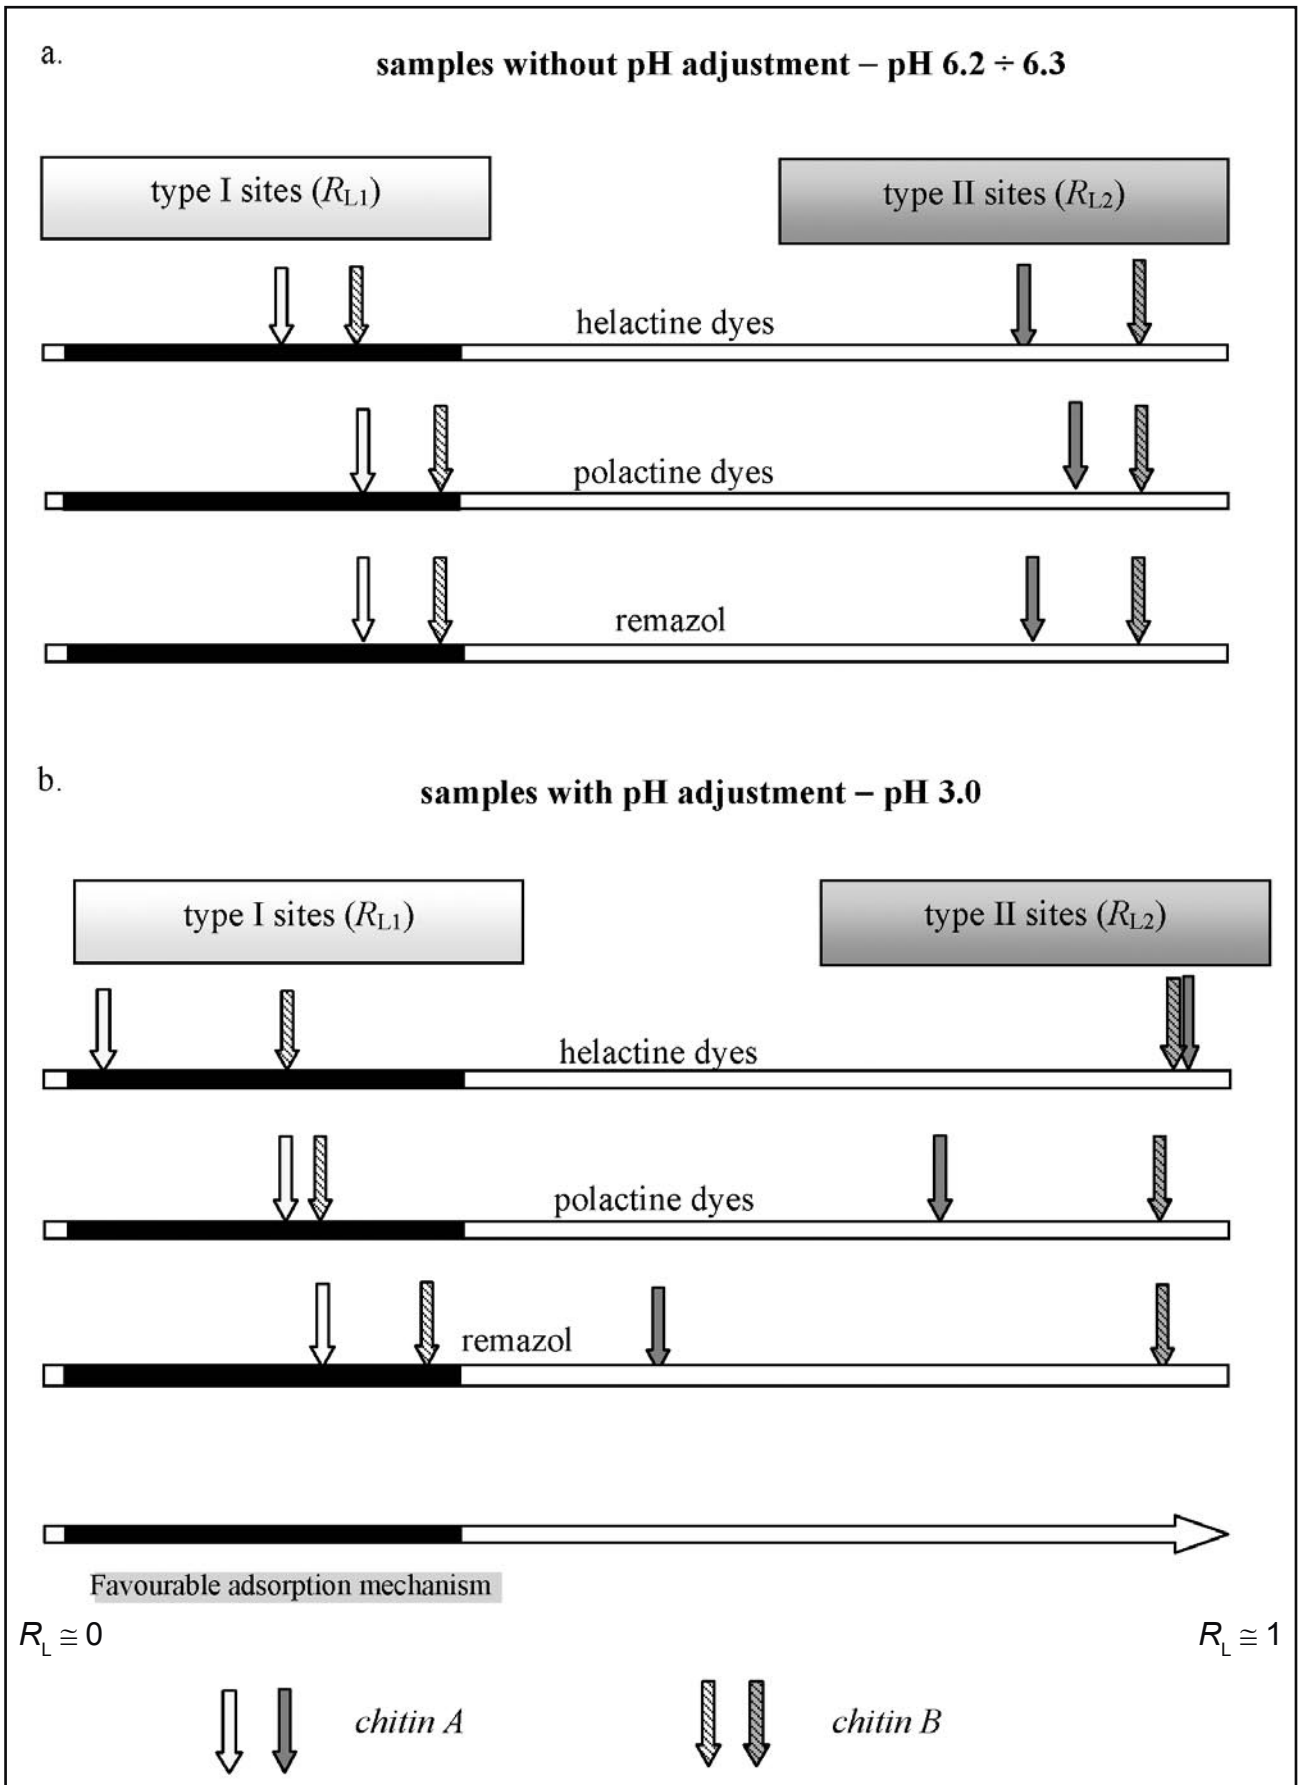 a.
samples without pH adjustment – pH 6.2 ÷ 6.3
type I sites (RL1)
type II sites (RL2)
helactine dyes
polactine dyes
remazol
b.
samples with pH adjustment – pH 3.0
type I sites (RL1)
type II sites (RL2)
helactine dyes
polactine dyes
remazol
Favourable adsorption mechanism
RL ≅ 0
RL ≅ 1
chitin A
chitin B